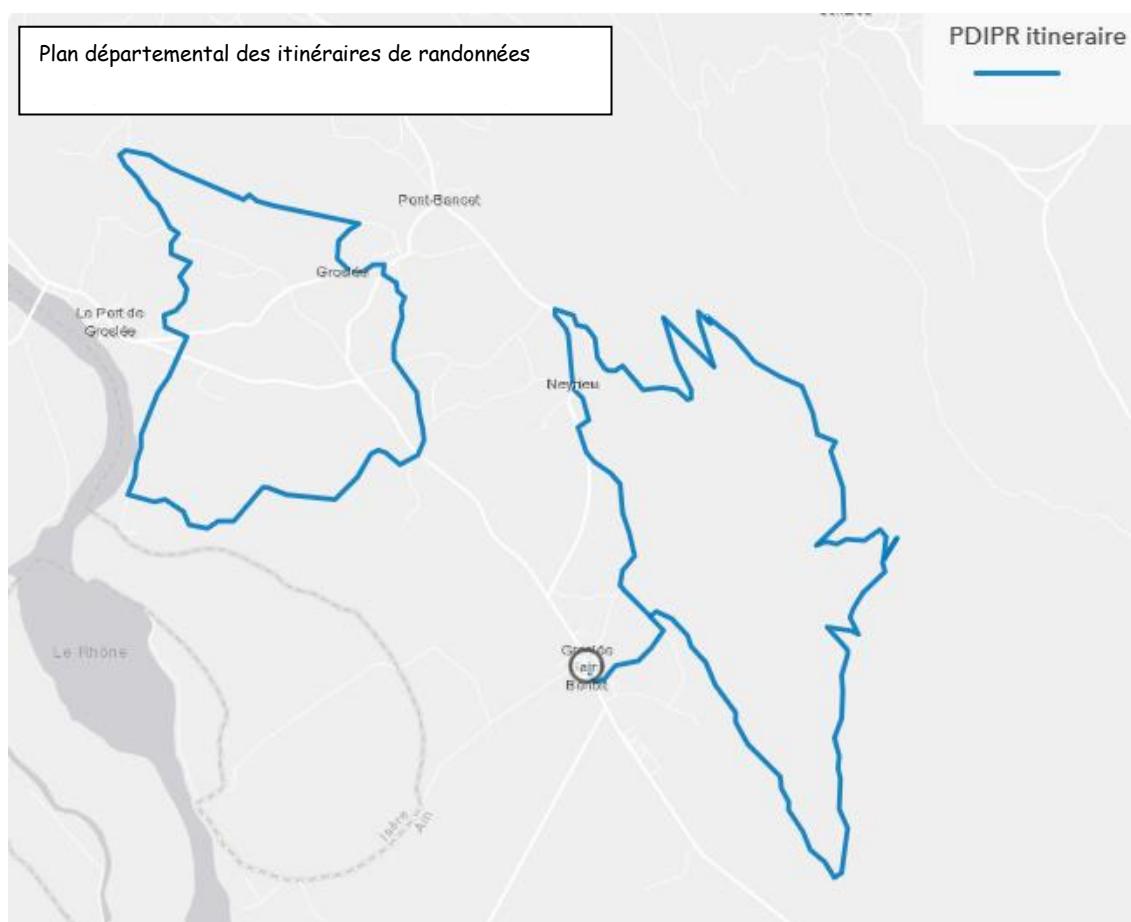 Plan départemental des itinéraires de randonnées
PDIPR itineraire
Pont-Bancet
Groslée
Le Port de
Groslée
Neyrieu
Le Rhône
Groslée
Benoit
Isère
Ain